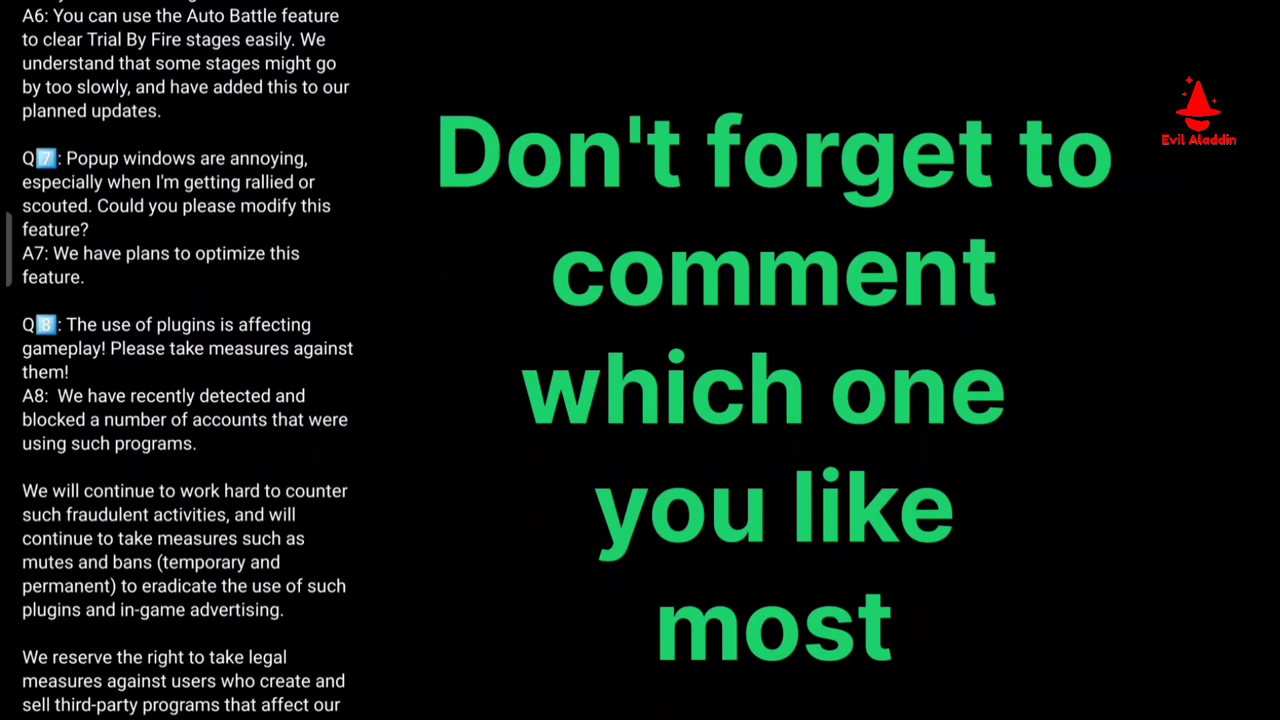 A6: You can use the Auto Battle feature
to clear Trial By Fire stages easily. We
understand that some stages might go
by too slowly, and have added this to our
planned updates.
Q7️⃣: Popup windows are annoying,
especially when I'm getting rallied or
scouted. Could you please modify this
feature?
A7: We have plans to optimize this
feature.
Q8️⃣: The use of plugins is affecting
gameplay! Please take measures against
them!
A8:  We have recently detected and
blocked a number of accounts that were
using such programs.
We will continue to work hard to counter
such fraudulent activities, and will
continue to take measures such as
mutes and bans (temporary and
permanent) to eradicate the use of such
plugins and in-game advertising.
We reserve the right to take legal
measures against users who create and
sell third-party programs that affect our
Don't forget to
comment
which one
you like
most
Evil Aladdin